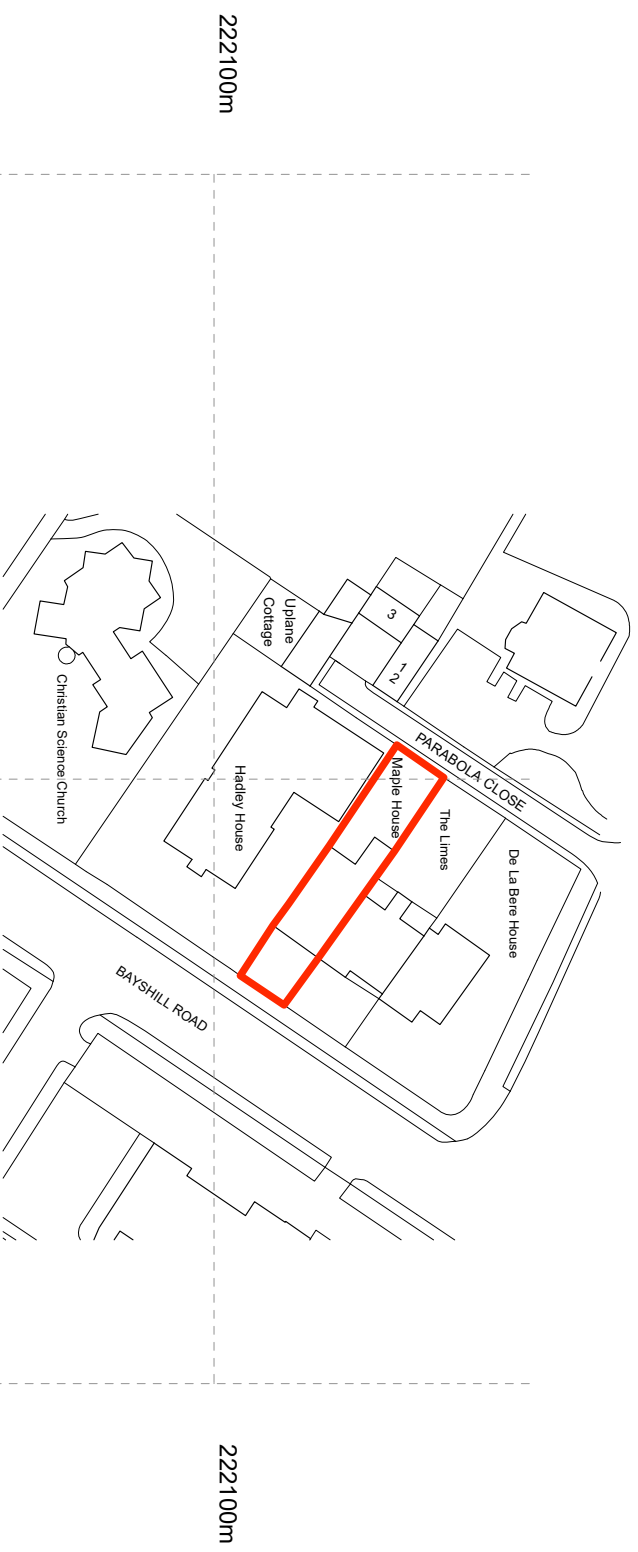 222100m
3
1
2
Uplane
Cottage
PARABOLA CLOSE
Maple House
The Limes
De La Bere House
Hadley House
Christian Science Church
BAYSHILL ROAD
222100m